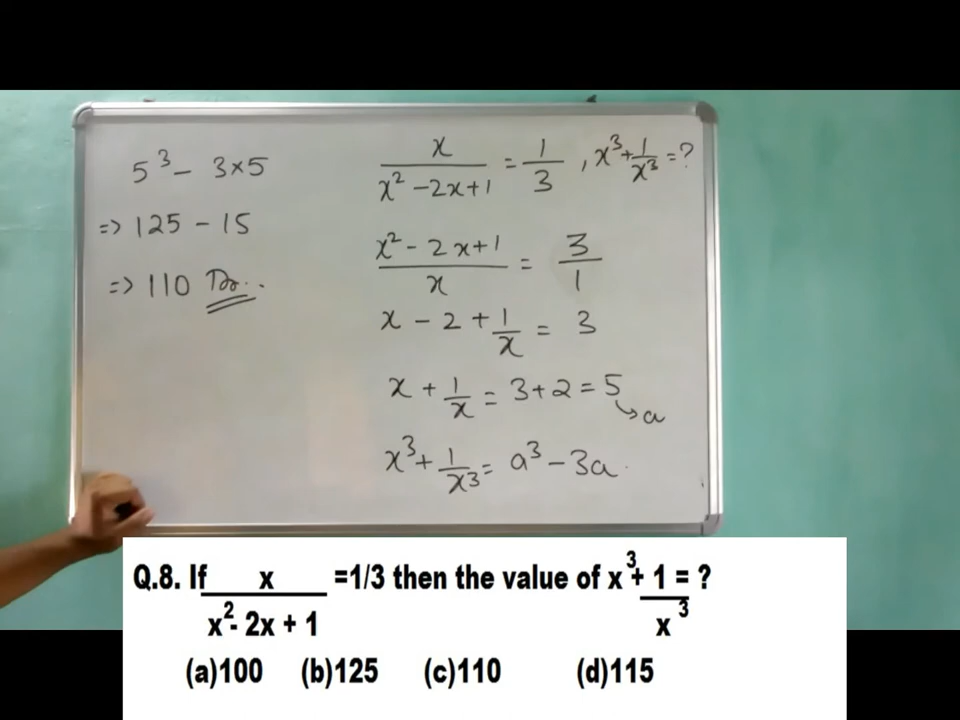 5³ - 3×5
=> 125 - 15
=> 110
x/(x² - 2x + 1) = 1/3 , x³ + 1/x³ = ?
(x² - 2x + 1)/x = 3/1
x - 2 + 1/x = 3
x + 1/x = 3 + 2 = 5
↳ a
x³ + 1/x³ = a³ - 3a
Q.8. If x/(x² - 2x + 1) =1/3 then the value of x³ + 1/x³ = ?
(a)100 (b)125 (c)110 (d)115